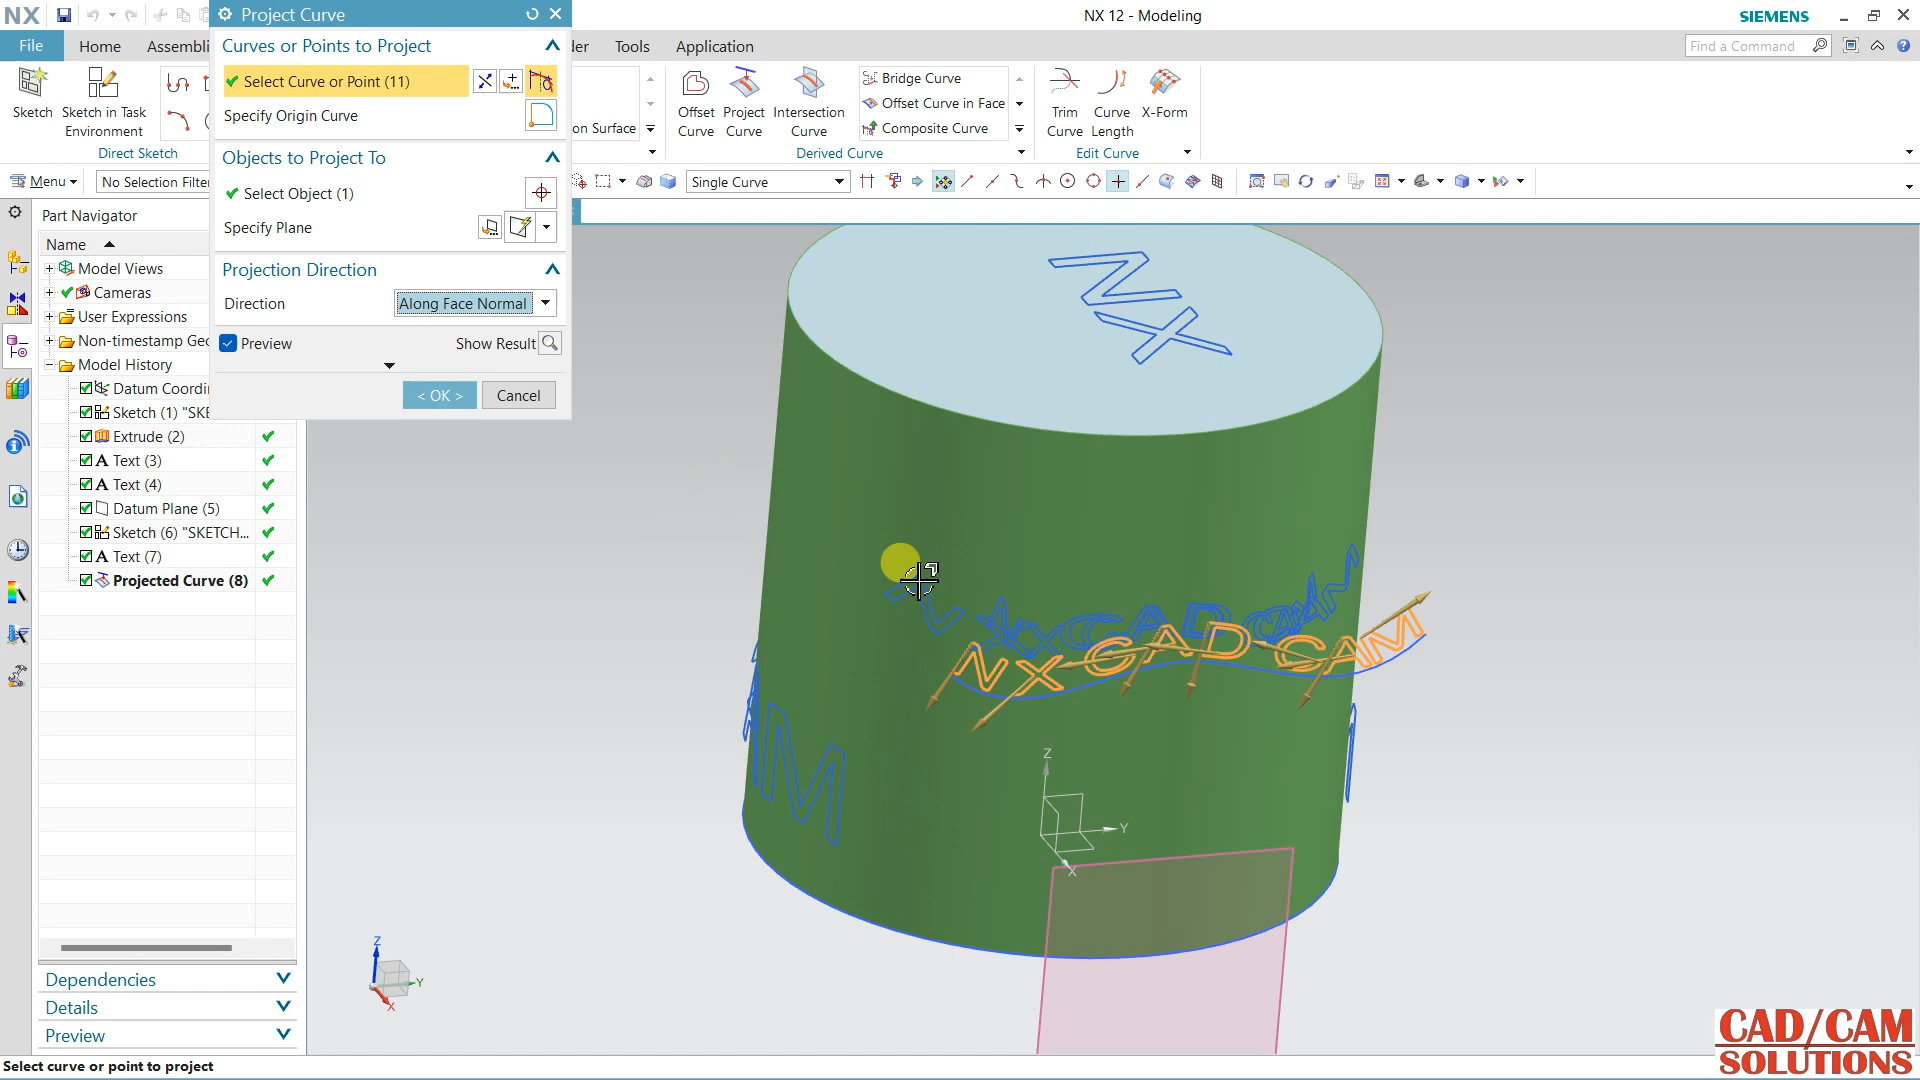 NX
Project Curve
NX 12 - Modeling
SIEMENS
File
Home
Assembli
der
Tools
Application
Find a Command
Curves or Points to Project
Select Curve or Point (11)
Specify Origin Curve
Objects to Project To
Select Object (1)
Specify Plane
Projection Direction
Direction
Along Face Normal
Preview
Show Result
< OK >
Cancel
Sketch
Sketch in Task
Environment
Direct Sketch
on Surface
Offset
Curve
Project
Curve
Intersection
Curve
Bridge Curve
Offset Curve in Face
Composite Curve
Derived Curve
Trim
Curve
Curve
Length
X-Form
Edit Curve
Menu
No Selection Filter
Single Curve
Part Navigator
Name
Model Views
Cameras
User Expressions
Non-timestamp Geo
Model History
Datum Coordin
Sketch (1) "SKE
Extrude (2)
Text (3)
Text (4)
Datum Plane (5)
Sketch (6) "SKETCH...
Text (7)
Projected Curve (8)
Dependencies
Details
Preview
NX
NX CAD CAM
M
Z
Y
X
Z
Y
X
Select curve or point to project
CAD/CAM
SOLUTIONS